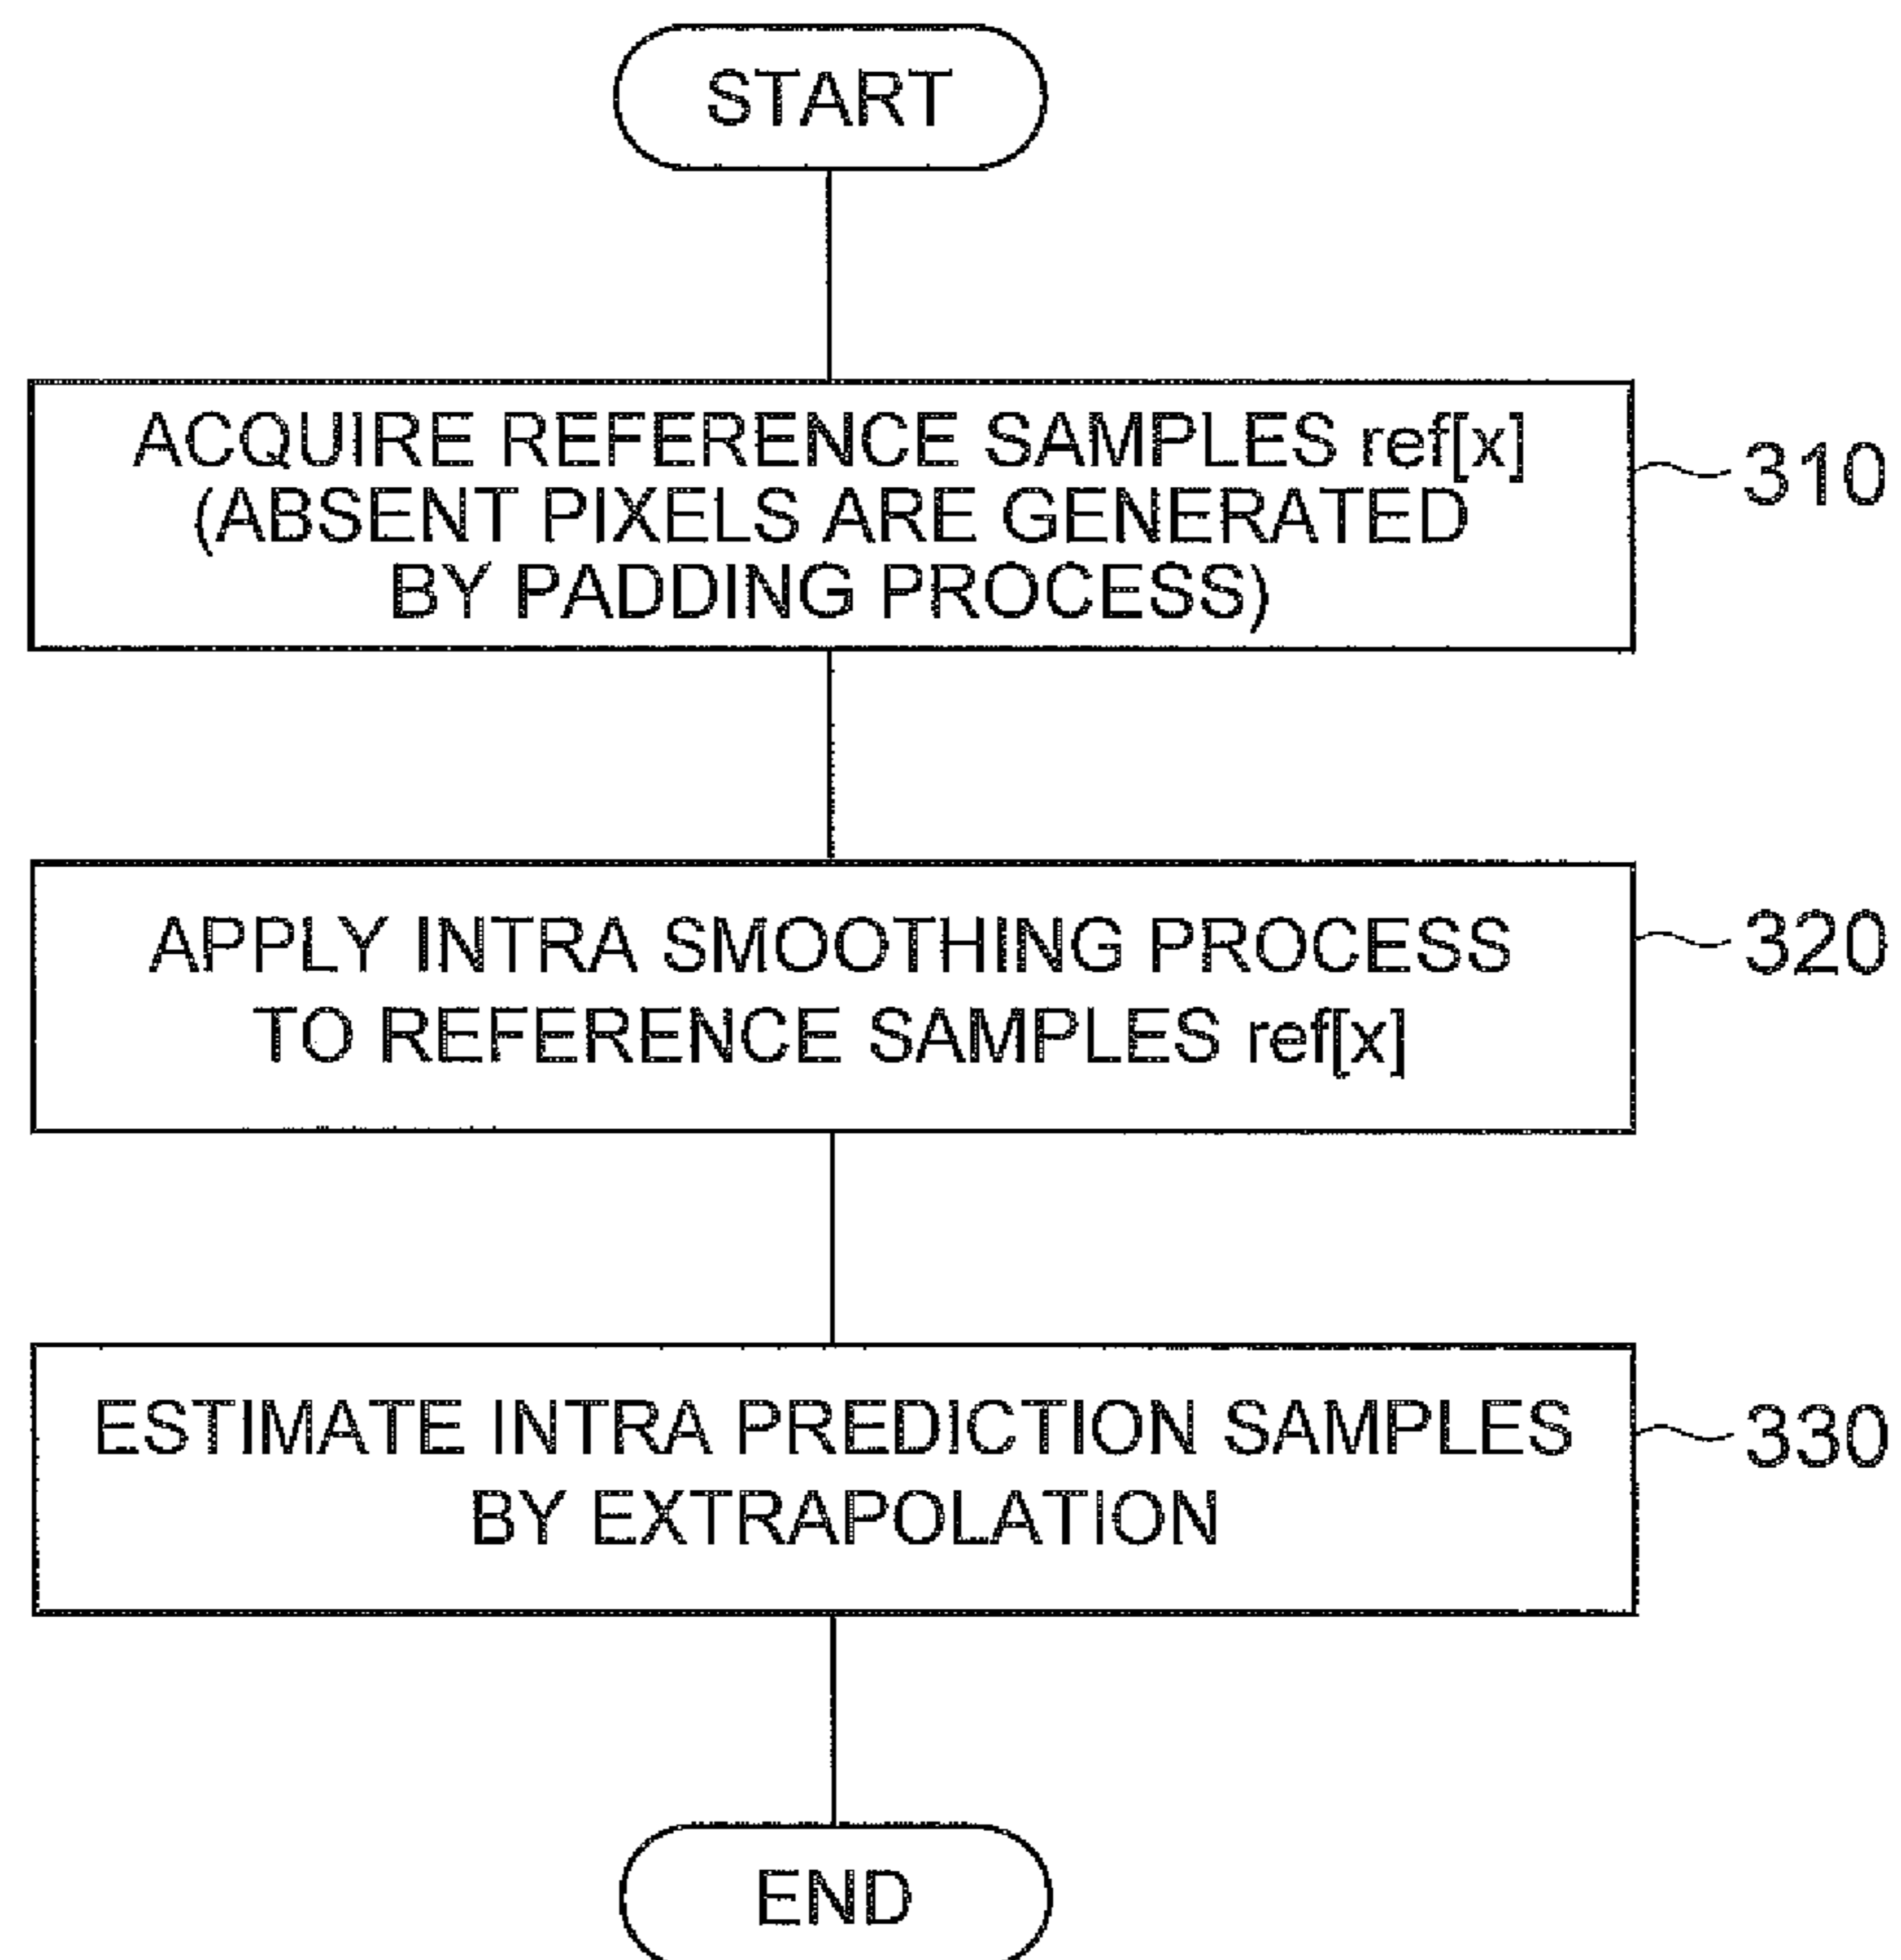 START
ACQUIRE REFERENCE SAMPLES ref[x]
(ABSENT PIXELS ARE GENERATED
BY PADDING PROCESS)
310
APPLY INTRA SMOOTHING PROCESS
TO REFERENCE SAMPLES ref[x]
320
ESTIMATE INTRA PREDICTION SAMPLES
BY EXTRAPOLATION
330
END